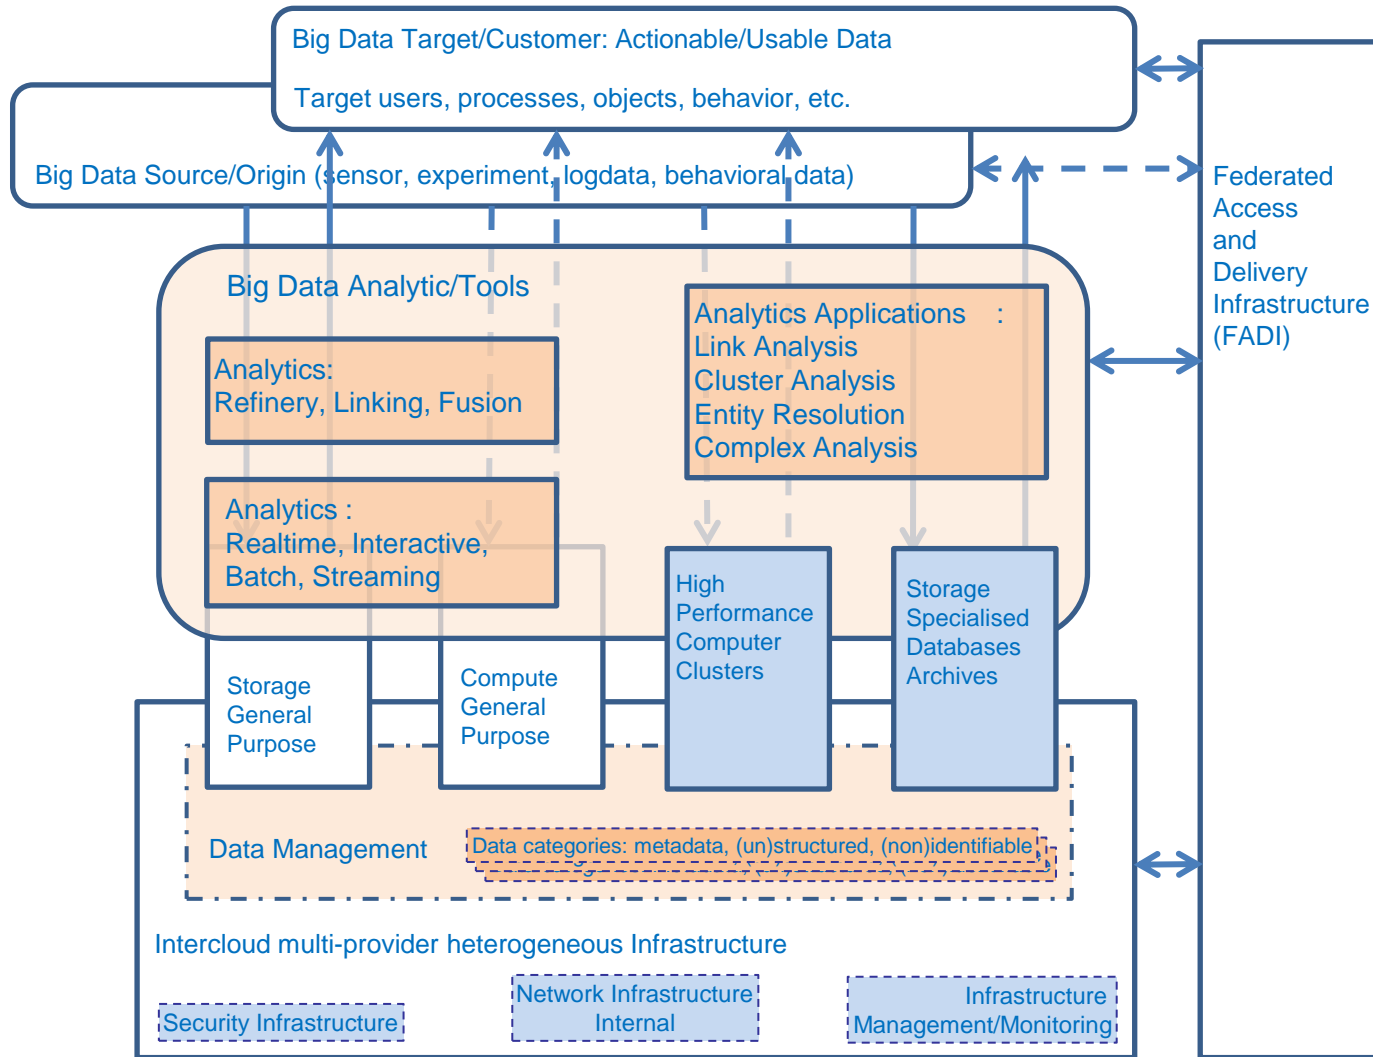 Big Data Target/Customer: Actionable/Usable Data
Target users, processes, objects, behavior, etc.
Big Data Source/Origin (sensor, experiment, logdata, behavioral data)
Federated
Access
and
Delivery
Infrastructure
(FADI)
Big Data Analytic/Tools
Analytics:
Refinery, Linking, Fusion
Analytics Applications :
Link Analysis
Cluster Analysis
Entity Resolution
Complex Analysis
Analytics :
Realtime, Interactive,
Batch, Streaming
Storage
General
Purpose
Compute
General
Purpose
High
Performance
Computer
Clusters
Storage
Specialised
Databases
Archives
Data Management
Data categories: metadata, (un)structured, (non)identifiable
Intercloud multi-provider heterogeneous Infrastructure
Security Infrastructure
Network Infrastructure
Internal
Infrastructure
Management/Monitoring